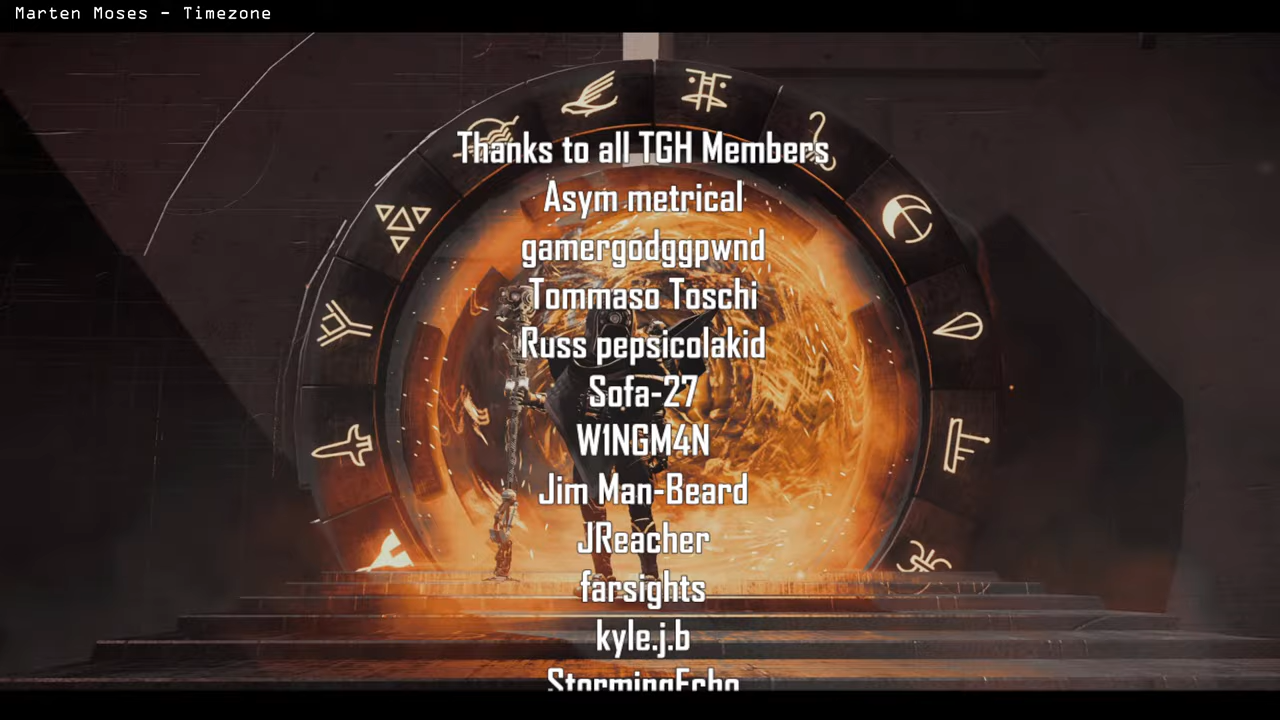 Marten Moses - Timezone
Thanks to all TGH Members
Asym metrical
gamergodggpwnd
Tommaso Toschi
Russ pepsicolakid
Sofa-27
W1NGM4N
Jim Man-Beard
JReacher
farsights
kyle.j.b
StormingEcho